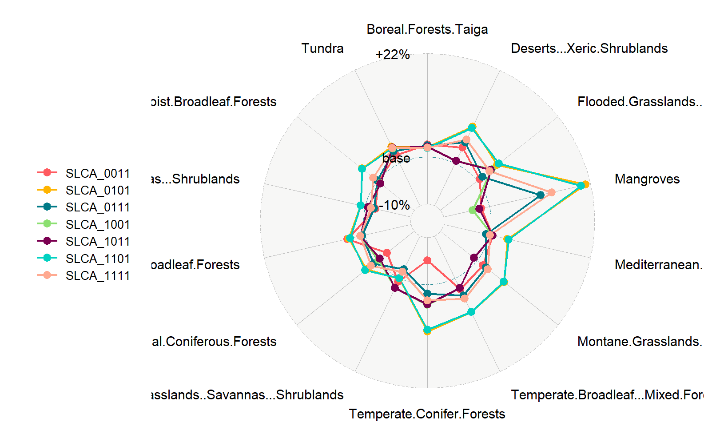 Boreal.Forests.Taiga
Tundra
Deserts...Xeric.Shrublands
+22%
oist.Broadleaf.Forests
Flooded.Grasslands..
base
SLCA_0011
as...Shrublands
Mangroves
SLCA_0101
SLCA_0111
-10%
SLCA_1001
SLCA_1011
SLCA_1101
oadleaf.Forests
Mediterranean.
SLCA_1111
al.Coniferous.Forests
Montane.Grasslands.
asslands..Savannas...Shrublands
Temperate.Broadleaf...Mixed.For
Temperate.Conifer.Forests